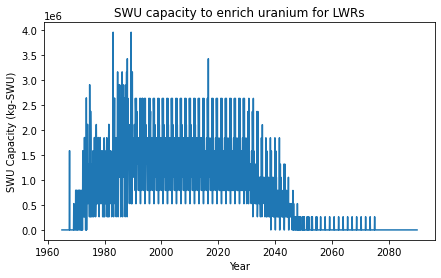 SWU capacity to enrich uranium for LWRs
1e6
4.0
3.5
3.0
2.5
2.0
1.5
1.0
0.5
0.0
SWU Capacity (kg-SWU)
1960 1980 2000 2020 2040 2060 2080
Year